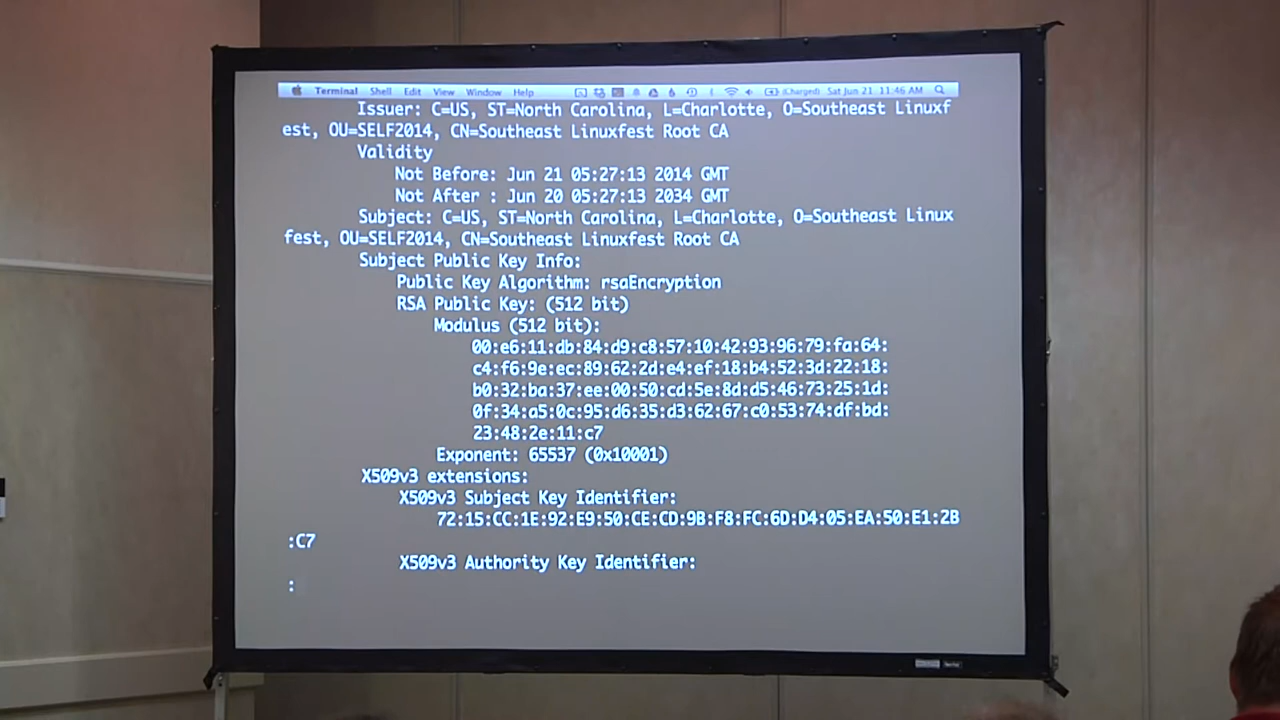 Terminal Shell Edit View Window Help (Charged) Sat Jun 21 11:46 AM
Issuer: C=US, ST=North Carolina, L=Charlotte, O=Southeast Linuxf
est, OU=SELF2014, CN=Southeast Linuxfest Root CA
Validity
Not Before: Jun 21 05:27:13 2014 GMT
Not After : Jun 20 05:27:13 2034 GMT
Subject: C=US, ST=North Carolina, L=Charlotte, O=Southeast Linux
fest, OU=SELF2014, CN=Southeast Linuxfest Root CA
Subject Public Key Info:
Public Key Algorithm: rsaEncryption
RSA Public Key: (512 bit)
Modulus (512 bit):
00:e6:11:db:84:d9:c8:57:10:42:93:96:79:fa:64:
c4:f6:9e:ec:89:62:2d:e4:ef:18:b4:52:3d:22:18:
b0:32:ba:37:ee:00:50:cd:5e:8d:d5:46:73:25:1d:
0f:34:a5:0c:95:d6:35:d3:62:67:c0:53:74:df:bd:
23:48:2e:11:c7
Exponent: 65537 (0x10001)
X509v3 extensions:
X509v3 Subject Key Identifier:
72:15:CC:1E:92:E9:50:CE:CD:9B:F8:FC:6D:D4:05:EA:50:E1:2B
:C7
X509v3 Authority Key Identifier:
: